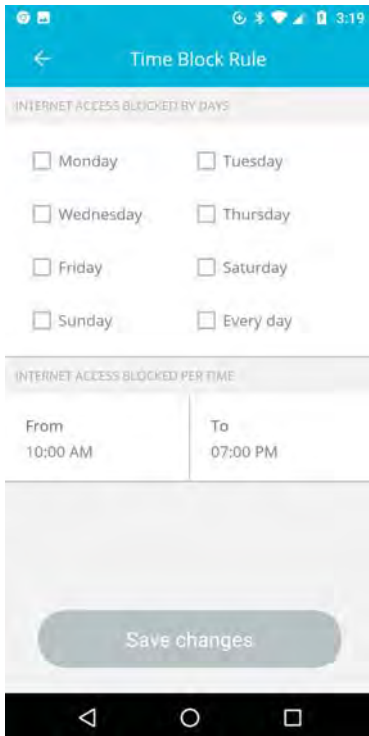 3:19
Time Block Rule
INTERNET ACCESS BLOCKED BY DAYS
Monday
Tuesday
Wednesday
Thursday
Friday
Saturday
Sunday
Every day
INTERNET ACCESS BLOCKED PER TIME
From
To
10:00 AM
07:00 PM
Save changes